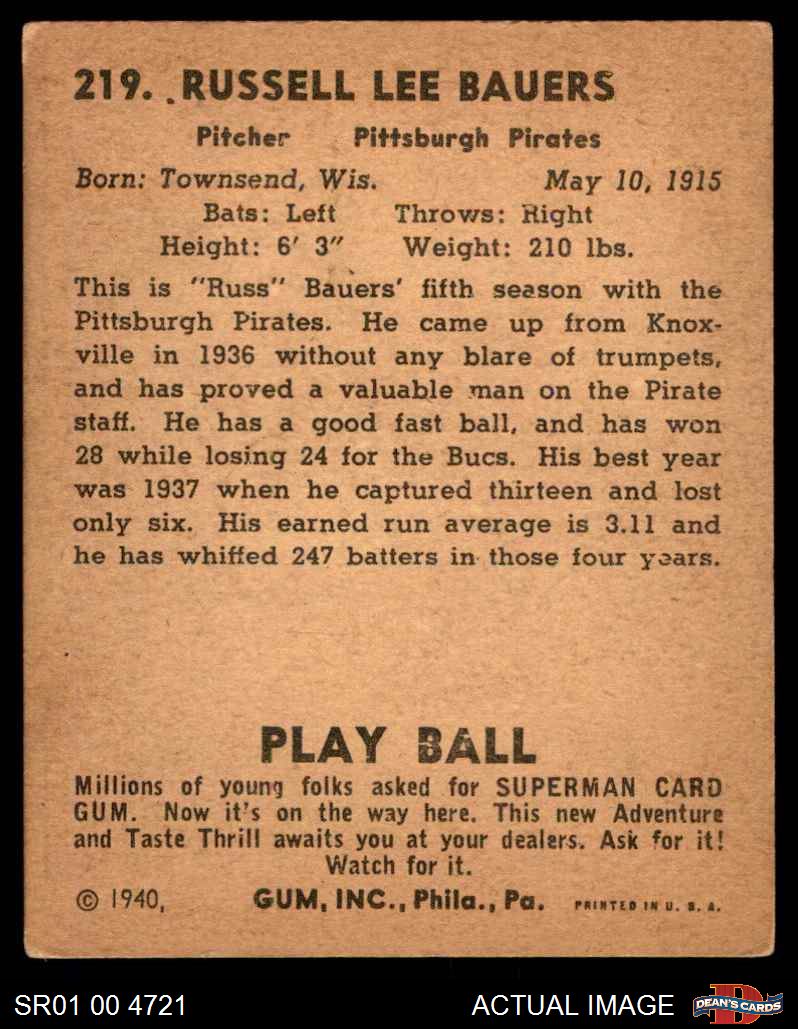 219. RUSSELL LEE BAUERS
Pitcher Pittsburgh Pirates
Born: Townsend, Wis. May 10, 1915
Bats: Left Throws: Right
Height: 6' 3" Weight: 210 lbs.
This is "Russ" Bauers' fifth season with the
Pittsburgh Pirates. He came up from Knox-
ville in 1936 without any blare of trumpets,
and has proved a valuable man on the Pirate
staff. He has a good fast ball, and has won
28 while losing 24 for the Bucs. His best year
was 1937 when he captured thirteen and lost
only six. His earned run average is 3.11 and
he has whiffed 247 batters in those four years.
PLAY BALL
Millions of young folks asked for SUPERMAN CARD
GUM. Now it's on the way here. This new Adventure
and Taste Thrill awaits you at your dealers. Ask for it!
Watch for it.
© 1940, GUM, INC., Phila., Pa. PRINTED IN U. S. A.
SR01 00 4721 ACTUAL IMAGE DEAN'S CARDS